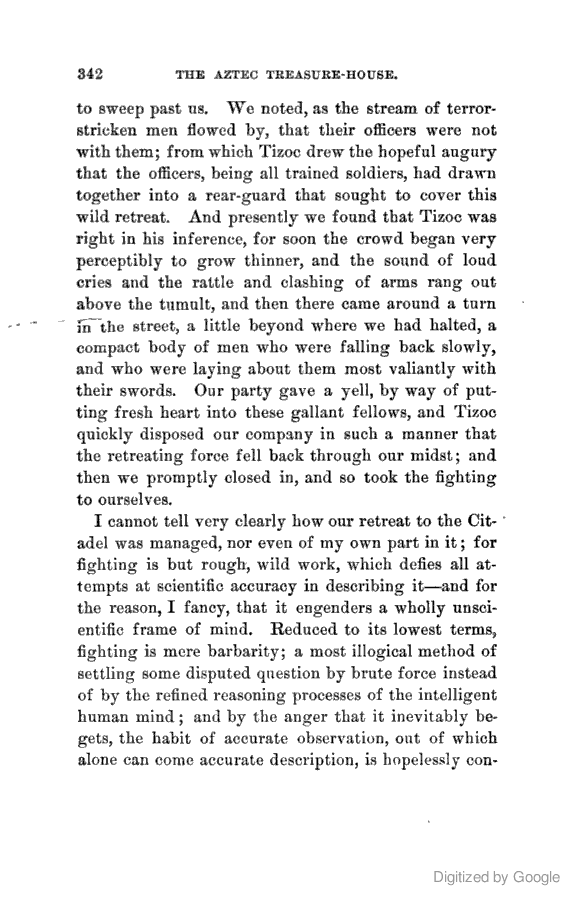 342 THE AZTEC TREASURE-HOUSE.
to sweep past us. We noted, as the stream of terror-
stricken men flowed by, that their officers were not
with them; from which Tizoc drew the hopeful augury
that the officers, being all trained soldiers, had drawn
together into a rear-guard that sought to cover this
wild retreat. And presently we found that Tizoc was
right in his inference, for soon the crowd began very
perceptibly to grow thinner, and the sound of loud
cries and the rattle and clashing of arms rang out
above the tumult, and then there came around a turn
in the street, a little beyond where we had halted, a
compact body of men who were falling back slowly,
and who were laying about them most valiantly with
their swords. Our party gave a yell, by way of put-
ting fresh heart into these gallant fellows, and Tizoc
quickly disposed our company in such a manner that
the retreating force fell back through our midst; and
then we promptly closed in, and so took the fighting
to ourselves.
I cannot tell very clearly how our retreat to the Cit-
adel was managed, nor even of my own part in it; for
fighting is but rough, wild work, which defies all at-
tempts at scientific accuracy in describing it—and for
the reason, I fancy, that it engenders a wholly unsci-
entific frame of mind. Reduced to its lowest terms,
fighting is mere barbarity; a most illogical method of
settling some disputed question by brute force instead
of by the refined reasoning processes of the intelligent
human mind; and by the anger that it inevitably be-
gets, the habit of accurate observation, out of which
alone can come accurate description, is hopelessly con-
Digitized by Google